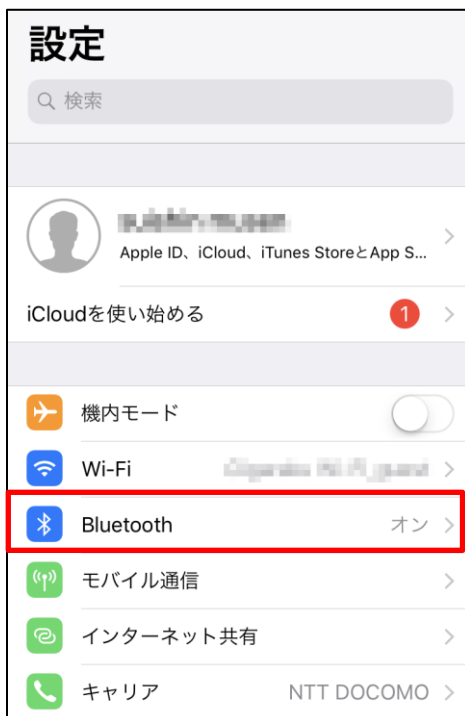 設定
検索
Apple ID、iCloud、iTunes StoreとApp S...
iCloudを使い始める 1
機内モード
Wi-Fi
Bluetooth オン
モバイル通信
インターネット共有
キャリア NTT DOCOMO